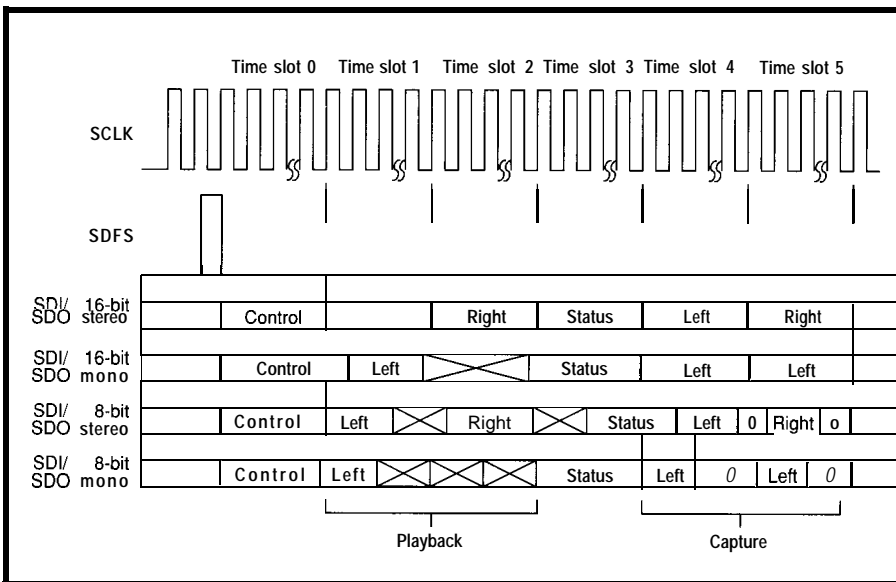 Time slot 0 Time slot 1 Time slot 2 Time slot 3 Time slot 4 Time slot 5
SCLK
SDFS
SDI/ 16-bit
SDO stereo Control Right Status Left Right
SDI/ 16-bit
SDO mono Control Left Status Left Left
SDI/ 8-bit
SDO stereo Control Left Right Status Left 0 Right o
SDI/ 8-bit
SDO mono Control Left Status Left 0 Left 0
Playback Capture